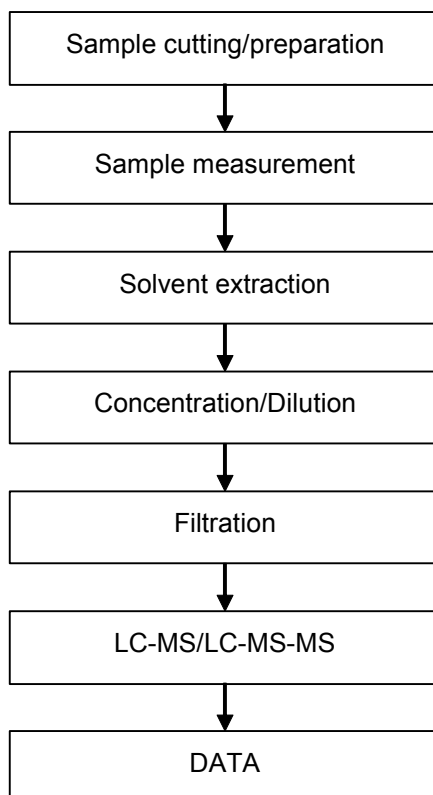 Sample cutting/preparation
Sample measurement
Solvent extraction
Concentration/Dilution
Filtration
LC-MS/LC-MS-MS
DATA